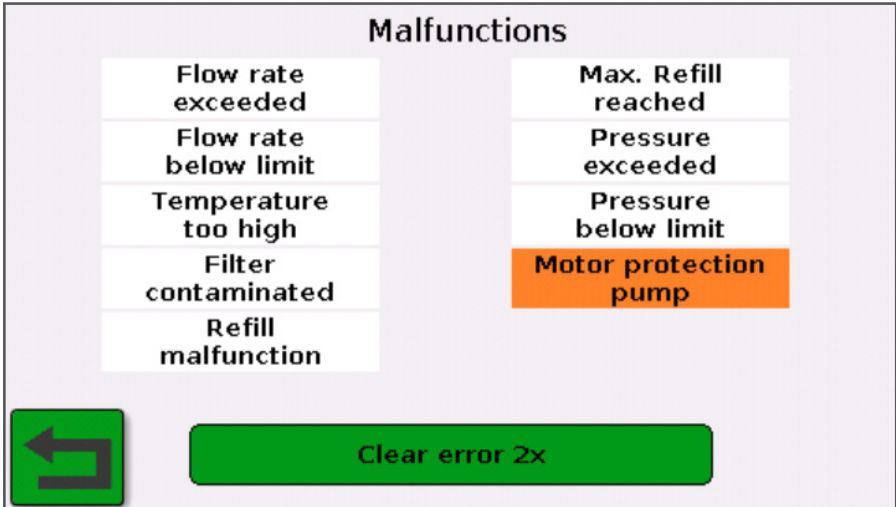 Malfunctions
Flow rate
exceeded
Flow rate
below limit
Temperature
too high
Filter
contaminated
Refill
malfunction
Max. Refill
reached
Pressure
exceeded
Pressure
below limit
Motor protection
pump
Clear error 2x